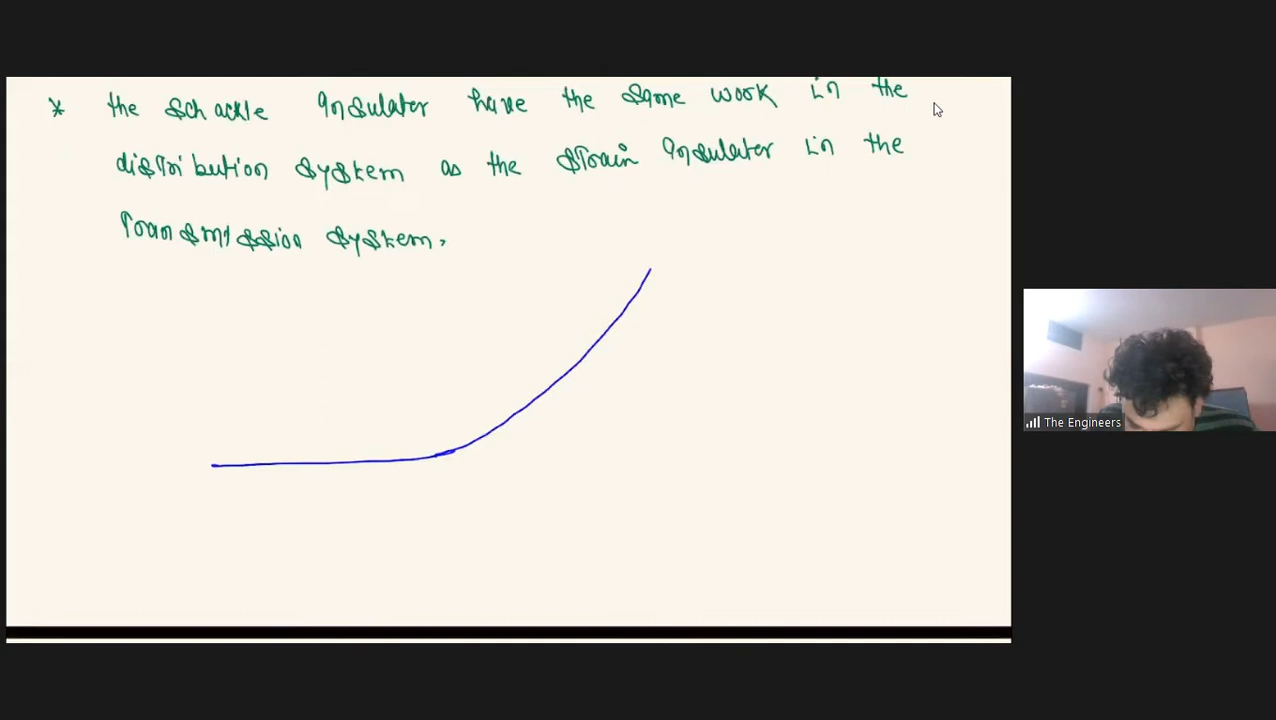 * the schackle insulater have the same work in the
distribution system as the strain insulater in the
transmission system.
The Engineers